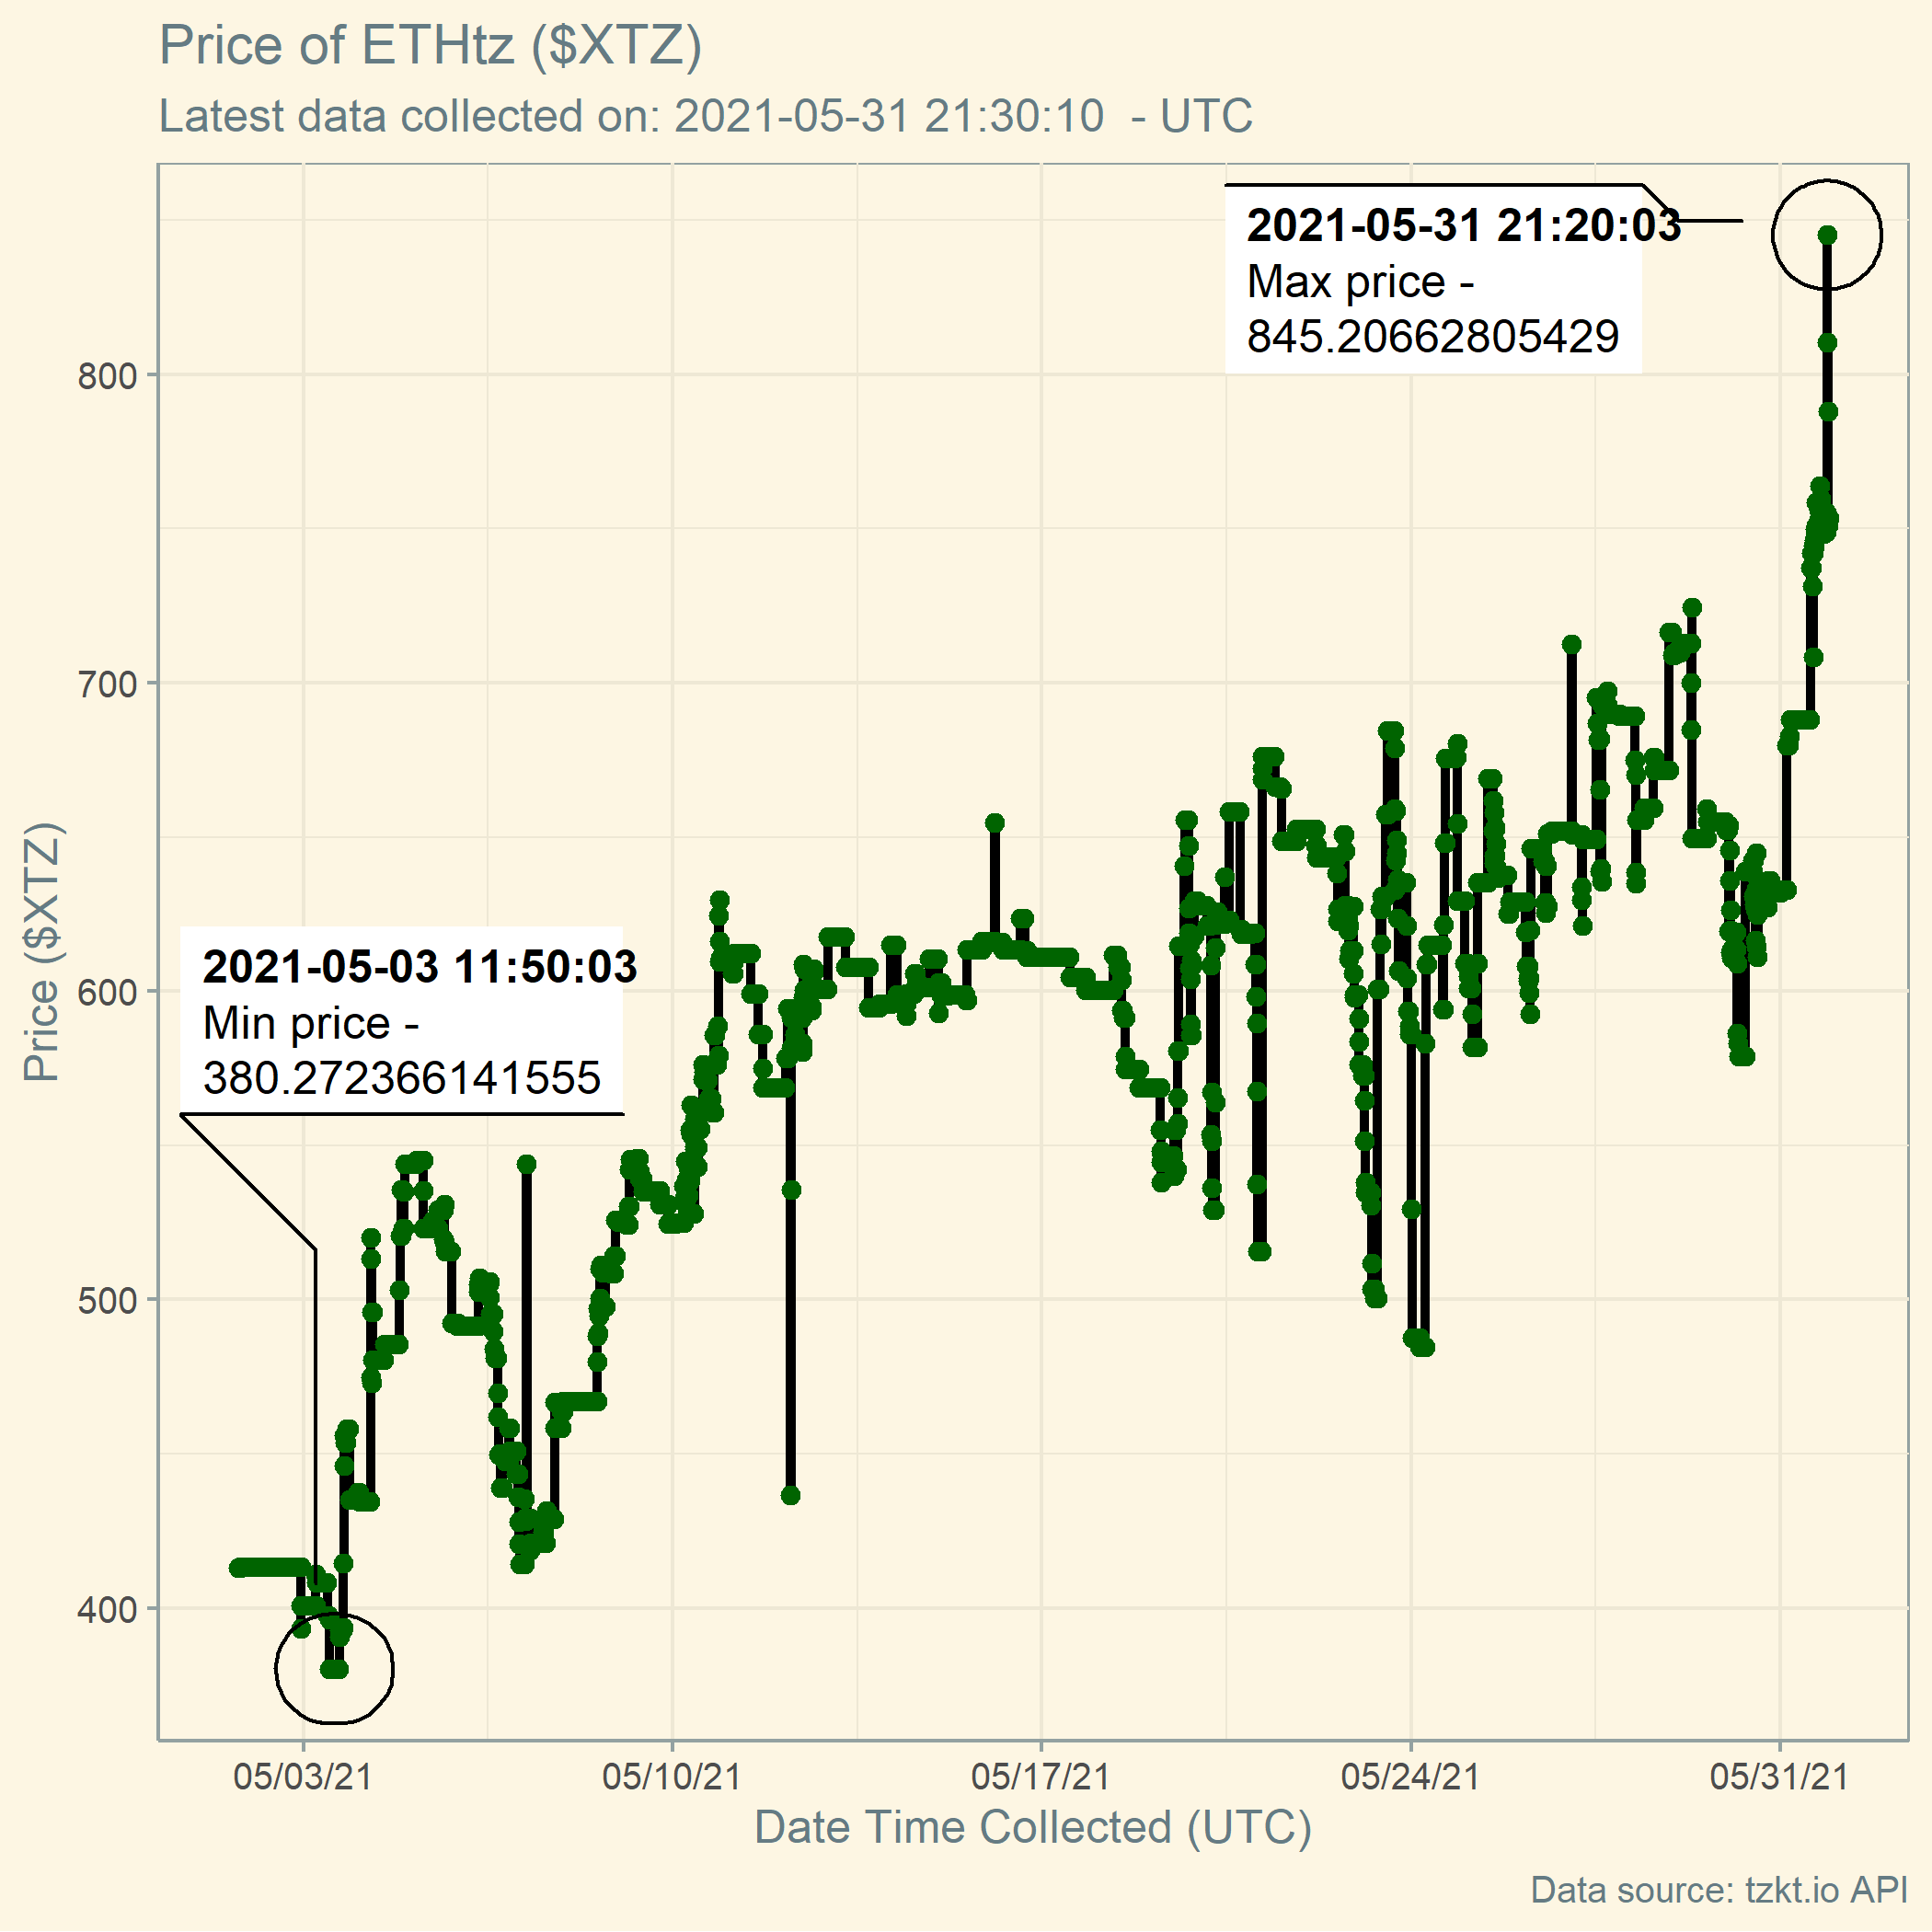 Price of ETHtz ($XTZ)
Latest data collected on: 2021-05-31 21:30:10  - UTC
2021-05-31 21:20:03
Max price -
845.20662805429
800
700
600
500
400
Price ($XTZ)
2021-05-03 11:50:03
Min price -
380.272366141555
05/03/21
05/10/21
05/17/21
05/24/21
05/31/21
Date Time Collected (UTC)
Data source: tzkt.io API